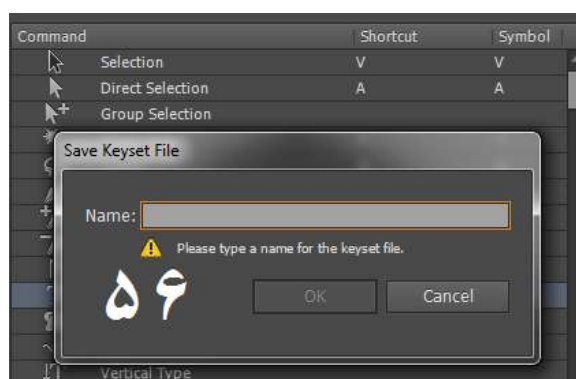 Command Shortcut Symbol
Selection V V
Direct Selection A A
Group Selection
Save Keyset File
Name:
Please type a name for the keyset file.
۵۶
OK Cancel
Vertical Type